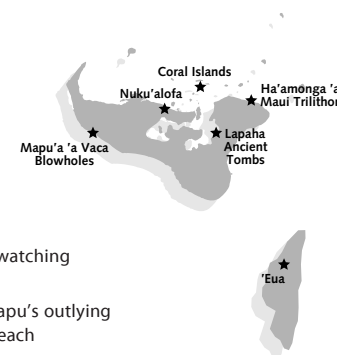 Coral Islands
Nuku'alofa
Ha'amonga 'a
Maui Trilithon
Mapu'a 'a Vaca
Blowholes
Lapaha
Ancient
Tombs
watching
'Eua
apu's outlying
each